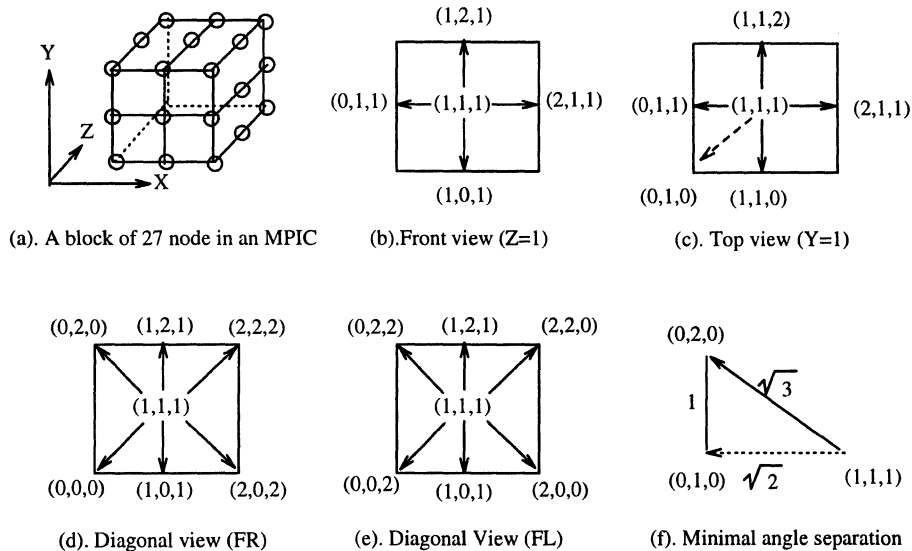 Y
Z
X
(a). A block of 27 node in an MPIC
(1,2,1)
(0,1,1) (1,1,1) (2,1,1)
(1,0,1)
(b).Front view (Z=1)
(1,1,2)
(0,1,1) (1,1,1) (2,1,1)
(0,1,0) (1,1,0)
(c). Top view (Y=1)
(0,2,0) (1,2,1) (2,2,2)
(1,1,1)
(0,0,0) (1,0,1) (2,0,2)
(d). Diagonal view (FR)
(0,2,2) (1,2,1) (2,2,0)
(1,1,1)
(0,0,2) (1,0,1) (2,0,0)
(e). Diagonal View (FL)
(0,2,0)
1 √3
(0,1,0) √2 (1,1,1)
(f). Minimal angle separation